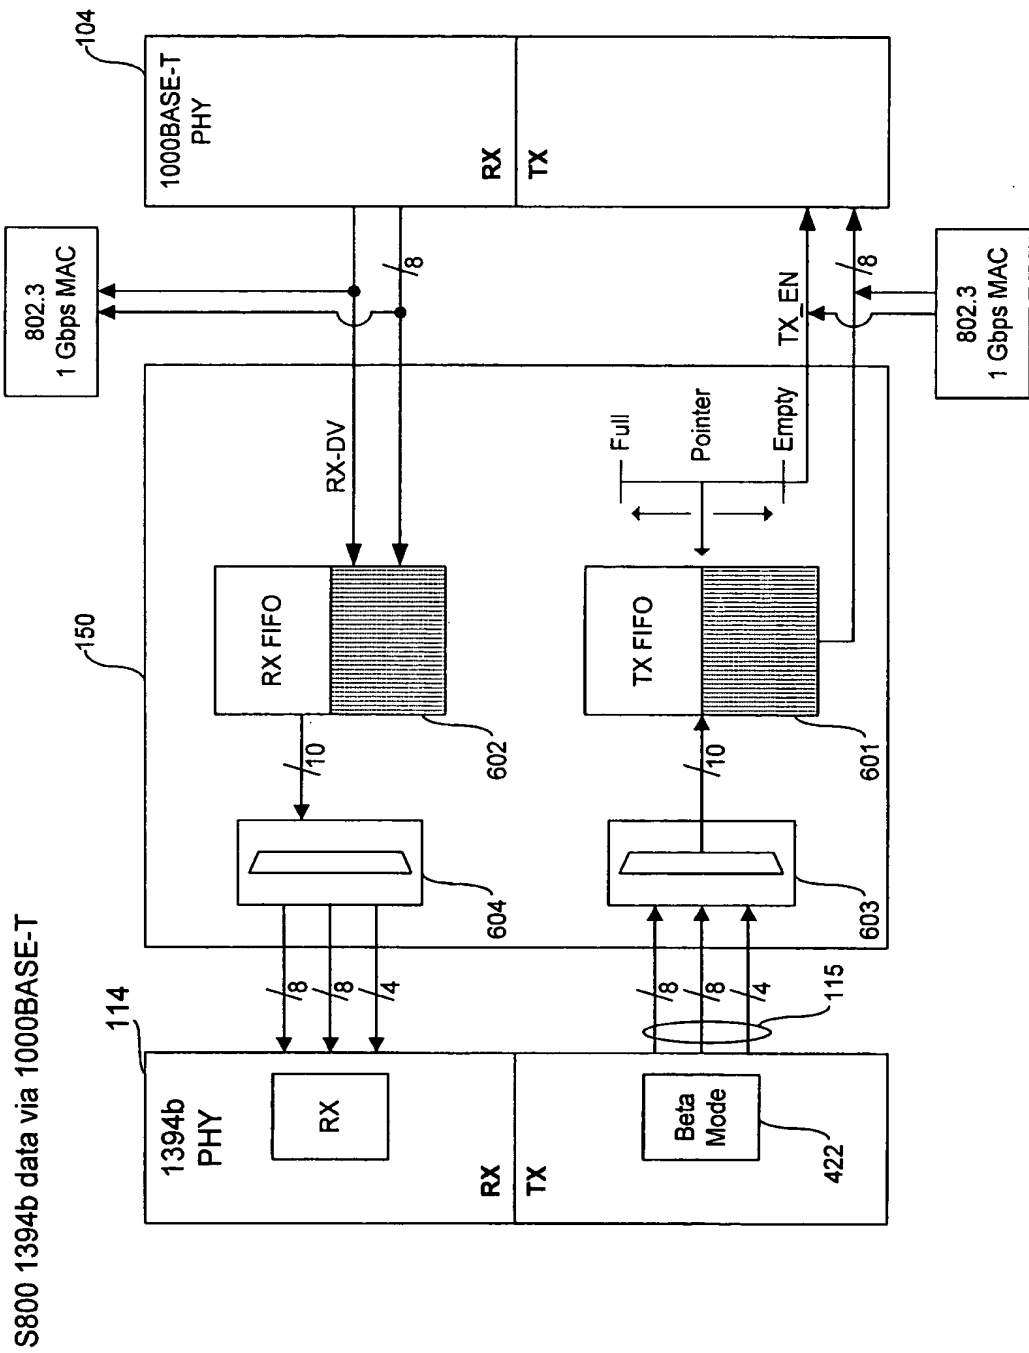 S800 1394b data via 1000BASE-T
114
1394b
PHY
RX
RX
TX
Beta
Mode
422
8
8
4
8
8
4
115
150
604
603
10
10
RX FIFO
602
TX FIFO
601
RX-DV
Full
Pointer
Empty
802.3
1 Gbps MAC
8
TX_EN
8
802.3
1 Gbps MAC
104
1000BASE-T
PHY
RX
TX